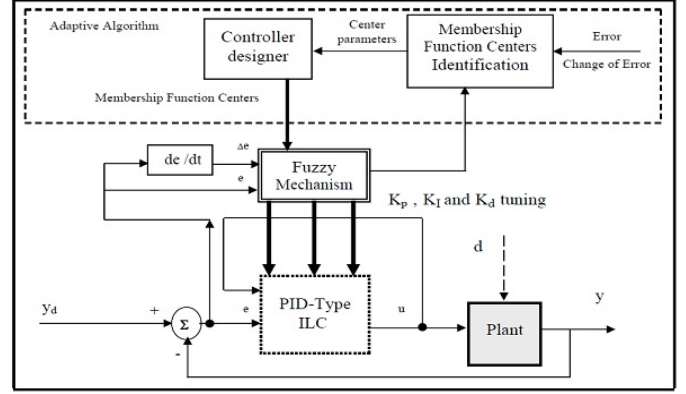 Adaptive Algorithm
Controller
designer
Center
parameters
Membership
Function Centers
Identification
Error
Change of Error
Membership Function Centers
de /dt
Δe
e
Fuzzy
Mechanism
Kp , KI and Kd tuning
d
yd
+
Σ
-
e
PID-Type
ILC
u
Plant
y